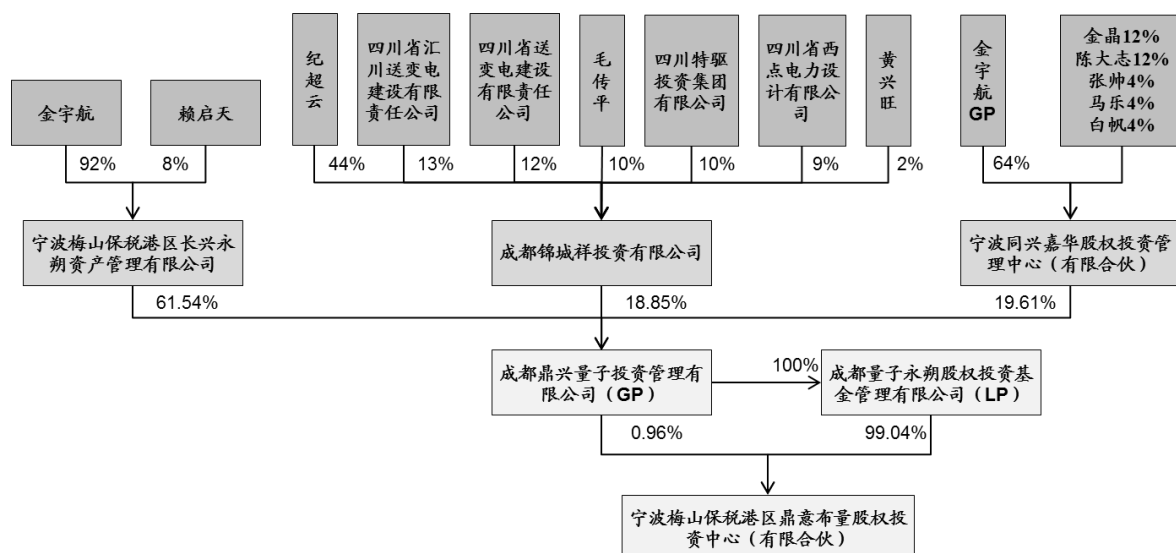 金宇航
赖启天
纪超云
四川省汇
川送变电
建设有限
责任公司
四川省送
变电建设
有限责任
公司
毛传平
四川特驱
投资集团
有限公司
四川省西
点电力设
计有限公
司
黄兴旺
金宇航
GP
金晶12%
陈大志12%
张帅4%
马乐4%
白帆4%
92%
8%
44%
13%
12%
10%
10%
9%
2%
64%
宁波梅山保税港区长兴永
朔资产管理有限公司
成都锦城祥投资有限公司
宁波同兴嘉华股权投资管
理中心（有限合伙）
61.54%
18.85%
19.61%
成都鼎兴量子投资管理有
限公司（GP）
100%
成都量子永朔股权投资基
金管理有限公司（LP）
0.96%
99.04%
宁波梅山保税港区鼎意布量股权投
资中心（有限合伙）